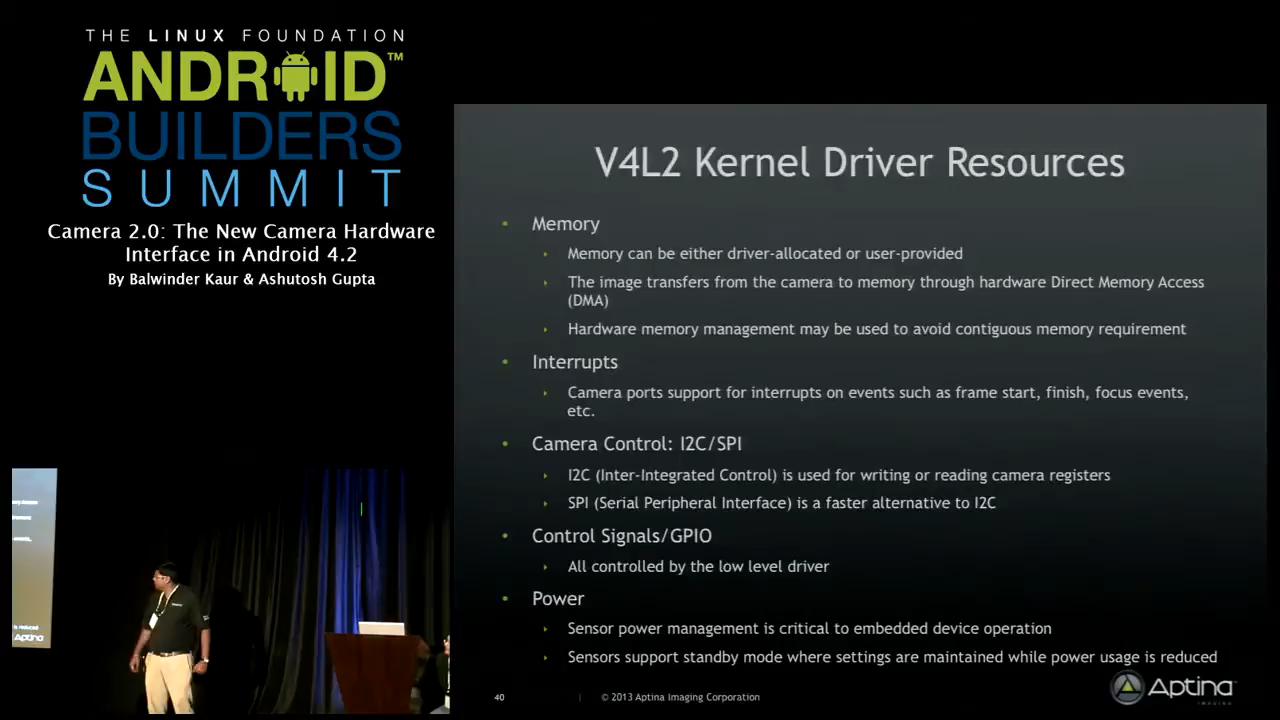 THE LINUX FOUNDATION
ANDROID™
BUILDERS
SUMMIT
Camera 2.0: The New Camera Hardware
Interface in Android 4.2
By Balwinder Kaur & Ashutosh Gupta
V4L2 Kernel Driver Resources
• Memory
Memory can be either driver-allocated or user-provided
The image transfers from the camera to memory through hardware Direct Memory Access
(DMA)
Hardware memory management may be used to avoid contiguous memory requirement
• Interrupts
Camera ports support for interrupts on events such as frame start, finish, focus events,
etc.
• Camera Control: I2C/SPI
I2C (Inter-Integrated Control) is used for writing or reading camera registers
SPI (Serial Peripheral Interface) is a faster alternative to I2C
• Control Signals/GPIO
All controlled by the low level driver
• Power
Sensor power management is critical to embedded device operation
Sensors support standby mode where settings are maintained while power usage is reduced
40 | © 2013 Aptina Imaging Corporation
Aptina
IMAGING
is reduced
Aptina